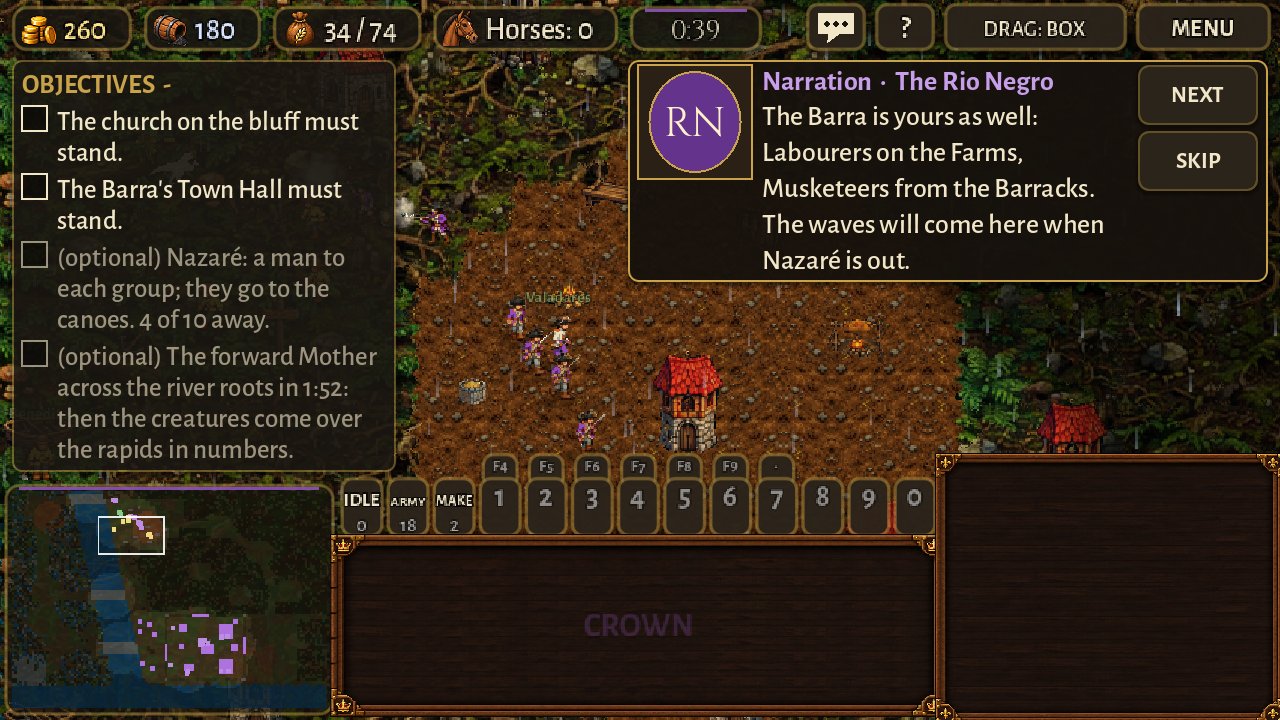 260
180
34/74
Horses: 0
0:39
?
DRAG: BOX
MENU
OBJECTIVES -
The church on the bluff must
stand.
The Barra's Town Hall must
stand.
(optional) Nazaré: a man to
each group; they go to the
canoes. 4 of 10 away.
(optional) The forward Mother
across the river roots in 1:52:
then the creatures come over
the rapids in numbers.
RN
Narration · The Rio Negro
The Barra is yours as well:
Labourers on the Farms,
Musketeers from the Barracks.
The waves will come here when
Nazaré is out.
NEXT
SKIP
Valadares
F4 F5 F6 F7 F8 F9 ·
IDLE ARMY MAKE 1 2 3 4 5 6 7 8 9 0
0 18 2
CROWN